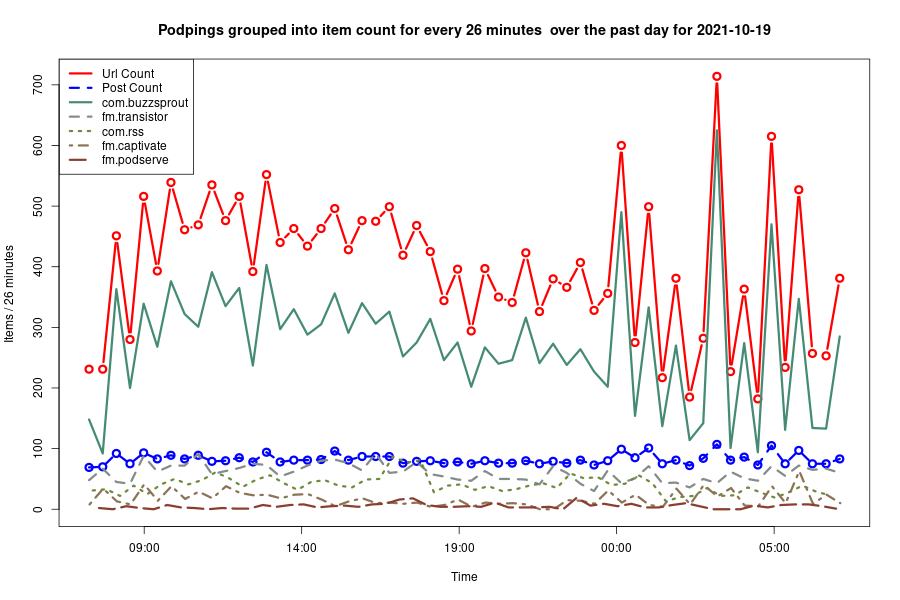 Podpings grouped into item count for every 26 minutes  over the past day for 2021-10-19
Url Count
Post Count
com.buzzsprout
fm.transistor
com.rss
fm.captivate
fm.podserve
Items / 26 minutes
700
600
500
400
300
200
100
0
09:00 14:00 19:00 00:00 05:00
Time